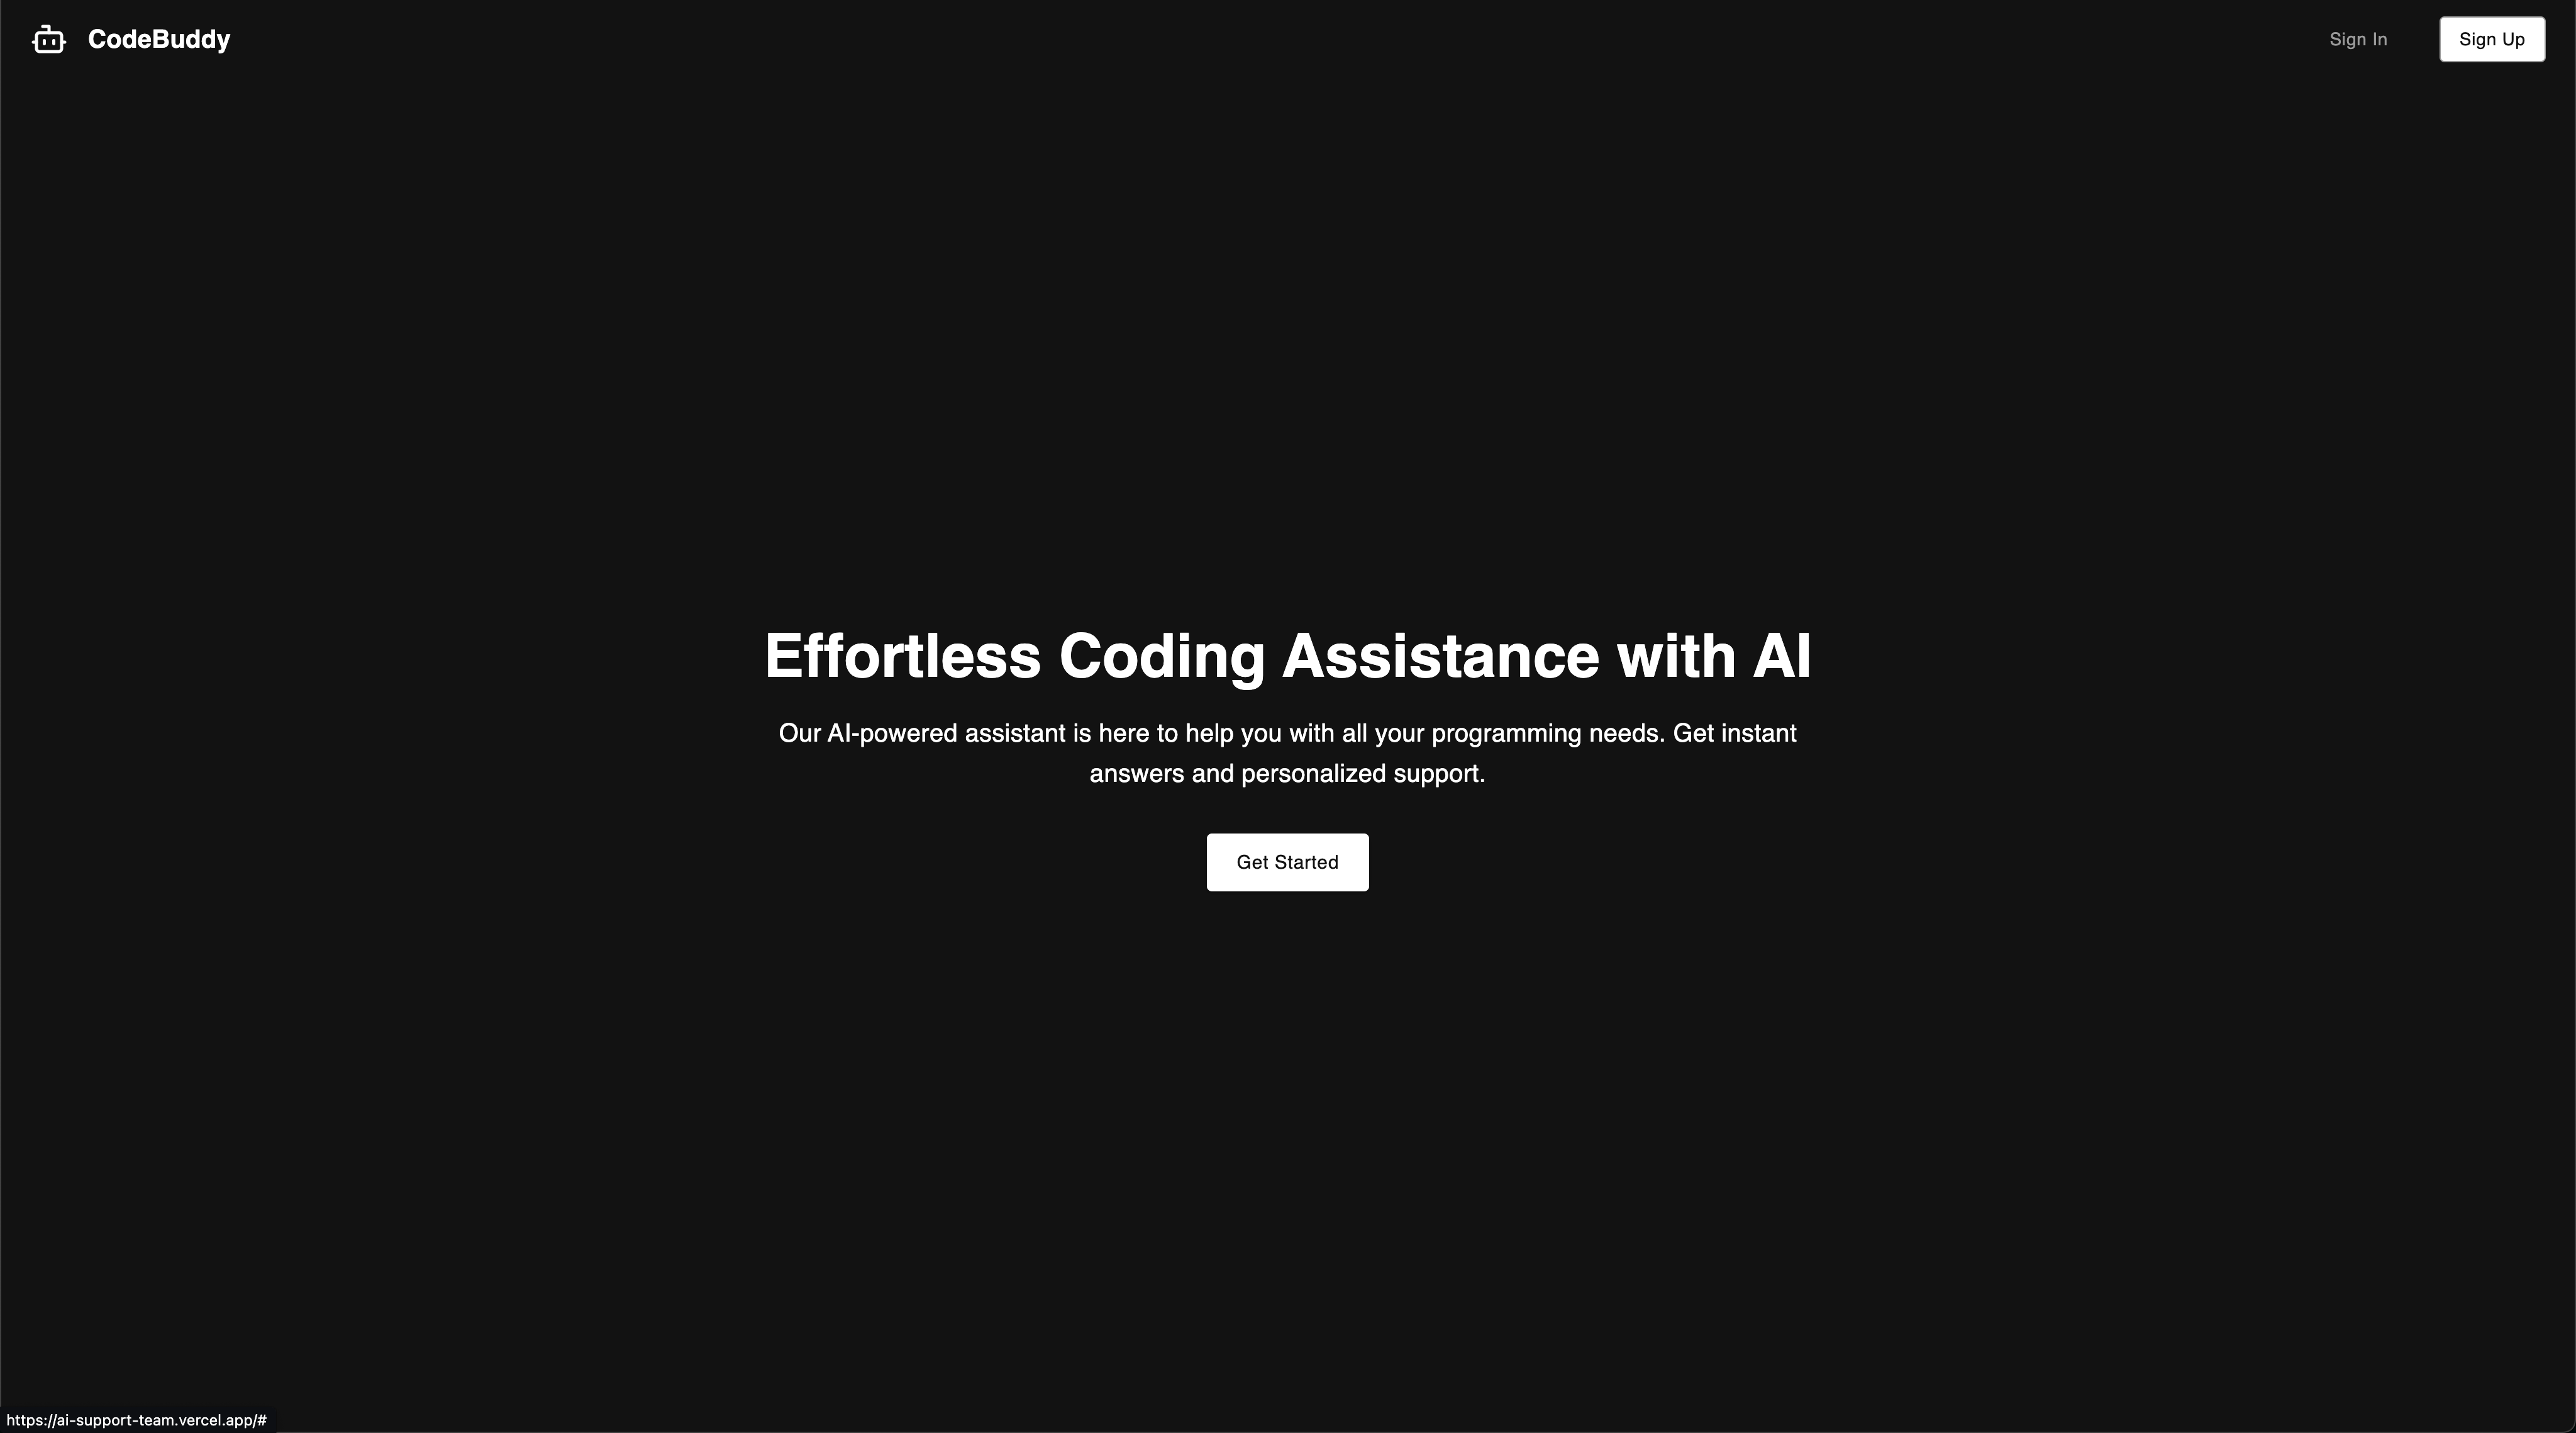 CodeBuddy
Sign In
Sign Up
Effortless Coding Assistance with AI
Our AI-powered assistant is here to help you with all your programming needs. Get instant
answers and personalized support.
Get Started
https://ai-support-team.vercel.app/#